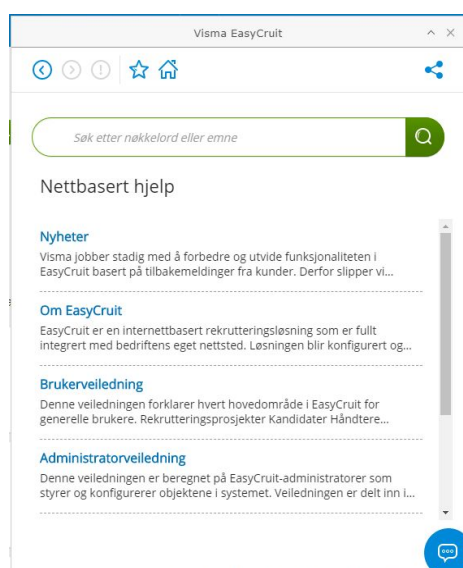 Visma EasyCruit
Søk etter nøkkelord eller emne
Nettbasert hjelp
Nyheter
Visma jobber stadig med å forbedre og utvide funksjonaliteten i
EasyCruit basert på tilbakemeldinger fra kunder. Derfor slipper vi...
Om EasyCruit
EasyCruit er en internettbasert rekrutteringsløsning som er fullt
integrert med bedriftens eget nettsted. Løsningen blir konfigurert og...
Brukerveiledning
Denne veiledningen forklarer hvert hovedområde i EasyCruit for
generelle brukere. Rekrutteringsprosjekter Kandidater Håndtere...
Administratorveiledning
Denne veiledningen er beregnet på EasyCruit-administratorer som
styrer og konfigurerer objektene i systemet. Veiledningen er delt inn i...